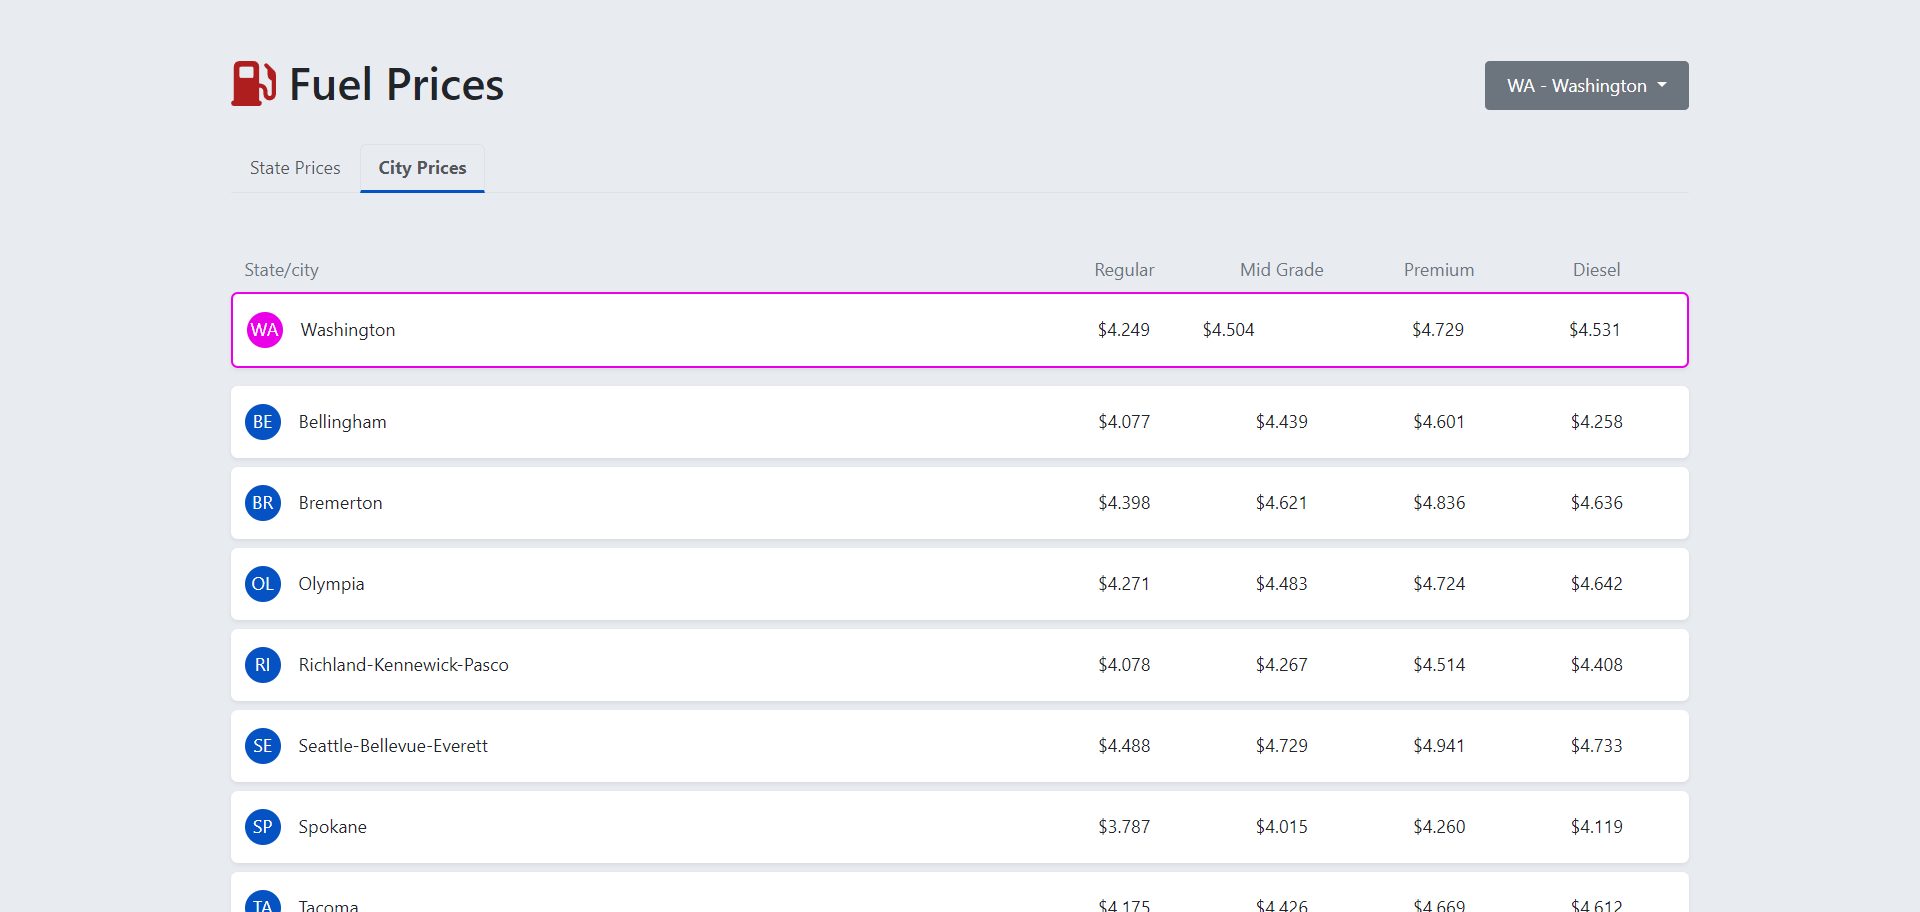 Fuel Prices
WA - Washington
State Prices City Prices
State/city Regular Mid Grade Premium Diesel
WA Washington $4.249 $4.504 $4.729 $4.531
BE Bellingham $4.077 $4.439 $4.601 $4.258
BR Bremerton $4.398 $4.621 $4.836 $4.636
OL Olympia $4.271 $4.483 $4.724 $4.642
RI Richland-Kennewick-Pasco $4.078 $4.267 $4.514 $4.408
SE Seattle-Bellevue-Everett $4.488 $4.729 $4.941 $4.733
SP Spokane $3.787 $4.015 $4.260 $4.119
TA Tacoma $4.175 $4.426 $4.669 $4.612